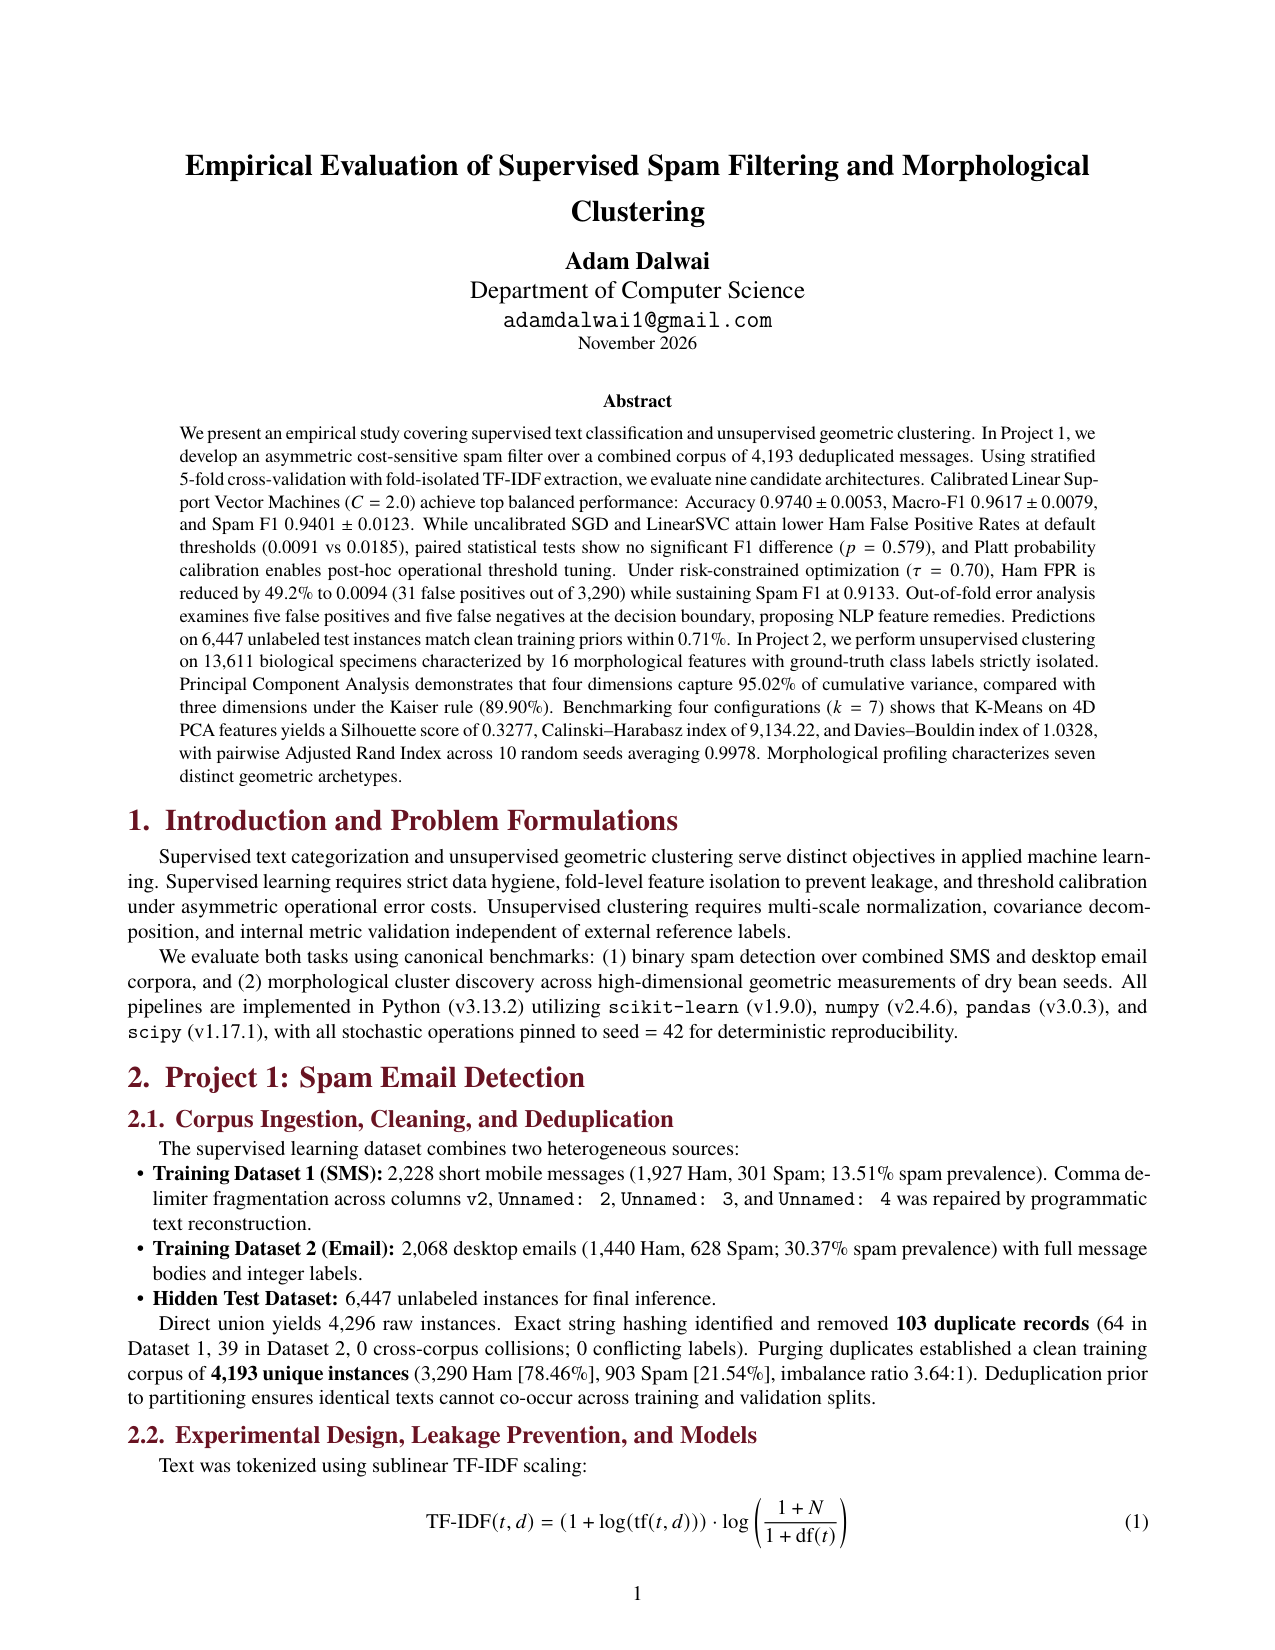 Empirical Evaluation of Supervised Spam Filtering and Morphological
Clustering
Adam Dalwai
Department of Computer Science
adamdalwai1@gmail.com
November 2026
Abstract
We present an empirical study covering supervised text classification and unsupervised geometric clustering. In Project 1, we
develop an asymmetric cost-sensitive spam filter over a combined corpus of 4,193 deduplicated messages. Using stratified
5-fold cross-validation with fold-isolated TF-IDF extraction, we evaluate nine candidate architectures. Calibrated Linear Sup-
port Vector Machines (C = 2.0) achieve top balanced performance: Accuracy 0.9740 ± 0.0053, Macro-F1 0.9617 ± 0.0079,
and Spam F1 0.9401 ± 0.0123. While uncalibrated SGD and LinearSVC attain lower Ham False Positive Rates at default
thresholds (0.0091 vs 0.0185), paired statistical tests show no significant F1 difference (p = 0.579), and Platt probability
calibration enables post-hoc operational threshold tuning. Under risk-constrained optimization (τ = 0.70), Ham FPR is
reduced by 49.2% to 0.0094 (31 false positives out of 3,290) while sustaining Spam F1 at 0.9133. Out-of-fold error analysis
examines five false positives and five false negatives at the decision boundary, proposing NLP feature remedies. Predictions
on 6,447 unlabeled test instances match clean training priors within 0.71%. In Project 2, we perform unsupervised clustering
on 13,611 biological specimens characterized by 16 morphological features with ground-truth class labels strictly isolated.
Principal Component Analysis demonstrates that four dimensions capture 95.02% of cumulative variance, compared with
three dimensions under the Kaiser rule (89.90%). Benchmarking four configurations (k = 7) shows that K-Means on 4D
PCA features yields a Silhouette score of 0.3277, Calinski–Harabasz index of 9,134.22, and Davies–Bouldin index of 1.0328,
with pairwise Adjusted Rand Index across 10 random seeds averaging 0.9978. Morphological profiling characterizes seven
distinct geometric archetypes.
1. Introduction and Problem Formulations
Supervised text categorization and unsupervised geometric clustering serve distinct objectives in applied machine learn-
ing. Supervised learning requires strict data hygiene, fold-level feature isolation to prevent leakage, and threshold calibration
under asymmetric operational error costs. Unsupervised clustering requires multi-scale normalization, covariance decom-
position, and internal metric validation independent of external reference labels.
We evaluate both tasks using canonical benchmarks: (1) binary spam detection over combined SMS and desktop email
corpora, and (2) morphological cluster discovery across high-dimensional geometric measurements of dry bean seeds. All
pipelines are implemented in Python (v3.13.2) utilizing scikit-learn (v1.9.0), numpy (v2.4.6), pandas (v3.0.3), and
scipy (v1.17.1), with all stochastic operations pinned to seed = 42 for deterministic reproducibility.
2. Project 1: Spam Email Detection
2.1. Corpus Ingestion, Cleaning, and Deduplication
The supervised learning dataset combines two heterogeneous sources:
• Training Dataset 1 (SMS): 2,228 short mobile messages (1,927 Ham, 301 Spam; 13.51% spam prevalence). Comma de-
limiter fragmentation across columns v2, Unnamed: 2, Unnamed: 3, and Unnamed: 4 was repaired by programmatic
text reconstruction.
• Training Dataset 2 (Email): 2,068 desktop emails (1,440 Ham, 628 Spam; 30.37% spam prevalence) with full message
bodies and integer labels.
• Hidden Test Dataset: 6,447 unlabeled instances for final inference.
Direct union yields 4,296 raw instances. Exact string hashing identified and removed 103 duplicate records (64 in
Dataset 1, 39 in Dataset 2, 0 cross-corpus collisions; 0 conflicting labels). Purging duplicates established a clean training
corpus of 4,193 unique instances (3,290 Ham [78.46%], 903 Spam [21.54%], imbalance ratio 3.64:1). Deduplication prior
to partitioning ensures identical texts cannot co-occur across training and validation splits.
2.2. Experimental Design, Leakage Prevention, and Models
Text was tokenized using sublinear TF-IDF scaling:
TF-IDF(t, d) = (1 + log(tf(t, d))) · log ( (1 + N) / (1 + df(t)) ) (1)
1